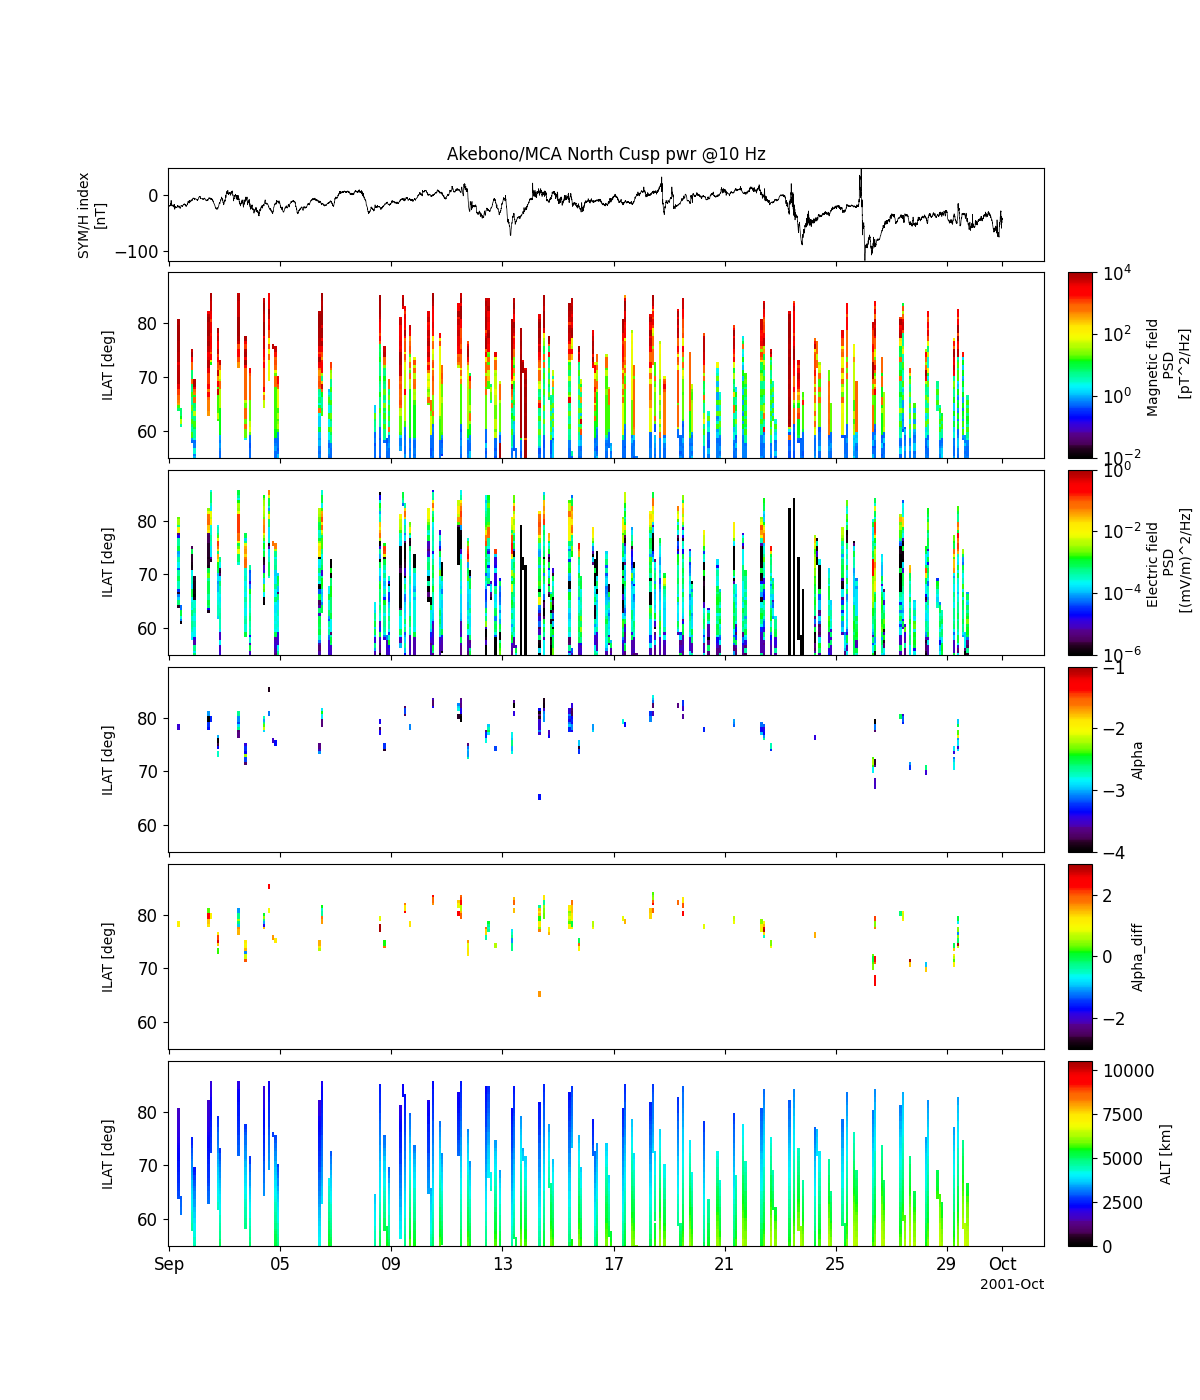 Akebono/MCA North Cusp pwr @10 Hz
SYM/H index
[nT]
0
−100
ILAT [deg]
80
70
60
10^4
10^2
10^0
10^−2
Magnetic field
PSD
[pT^2/Hz]
ILAT [deg]
80
70
60
10^0
10^−2
10^−4
10^−6
Electric field
PSD
[(mV/m)^2/Hz]
ILAT [deg]
80
70
60
−1
−2
−3
−4
Alpha
ILAT [deg]
80
70
60
2
0
−2
Alpha_diff
ILAT [deg]
80
70
60
10000
7500
5000
2500
0
ALT [km]
Sep 05 09 13 17 21 25 29 Oct
2001-Oct